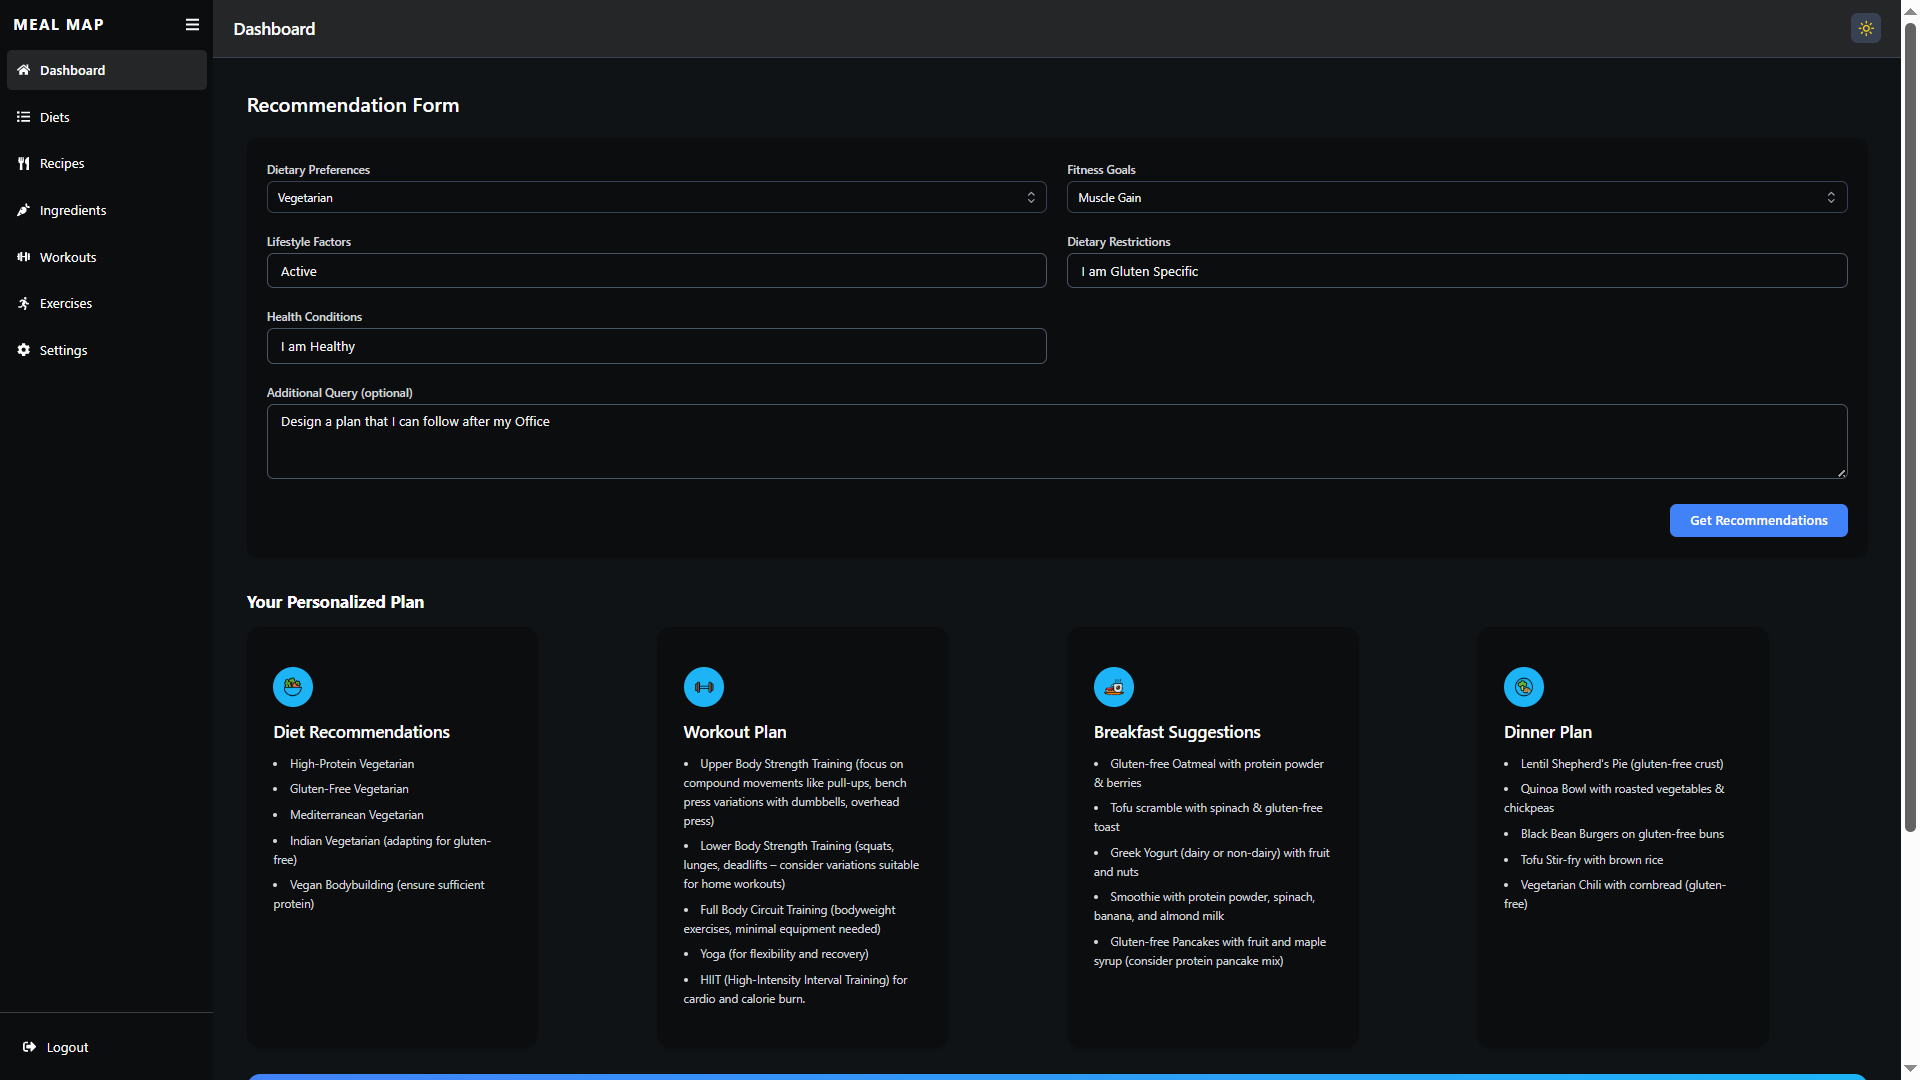 MEAL MAP
Dashboard
Diets
Recipes
Ingredients
Workouts
Exercises
Settings
Logout
Dashboard
Recommendation Form
Dietary Preferences
Vegetarian
Fitness Goals
Muscle Gain
Lifestyle Factors
Active
Dietary Restrictions
I am Gluten Specific
Health Conditions
I am Healthy
Additional Query (optional)
Design a plan that I can follow after my Office
Get Recommendations
Your Personalized Plan
Diet Recommendations
• High-Protein Vegetarian
• Gluten-Free Vegetarian
• Mediterranean Vegetarian
• Indian Vegetarian (adapting for gluten-
free)
• Vegan Bodybuilding (ensure sufficient
protein)
Workout Plan
• Upper Body Strength Training (focus on
compound movements like pull-ups, bench
press variations with dumbbells, overhead
press)
• Lower Body Strength Training (squats,
lunges, deadlifts – consider variations suitable
for home workouts)
• Full Body Circuit Training (bodyweight
exercises, minimal equipment needed)
• Yoga (for flexibility and recovery)
• HIIT (High-Intensity Interval Training) for
cardio and calorie burn.
Breakfast Suggestions
• Gluten-free Oatmeal with protein powder
& berries
• Tofu scramble with spinach & gluten-free
toast
• Greek Yogurt (dairy or non-dairy) with fruit
and nuts
• Smoothie with protein powder, spinach,
banana, and almond milk
• Gluten-free Pancakes with fruit and maple
syrup (consider protein pancake mix)
Dinner Plan
• Lentil Shepherd's Pie (gluten-free crust)
• Quinoa Bowl with roasted vegetables &
chickpeas
• Black Bean Burgers on gluten-free buns
• Tofu Stir-fry with brown rice
• Vegetarian Chili with cornbread (gluten-
free)